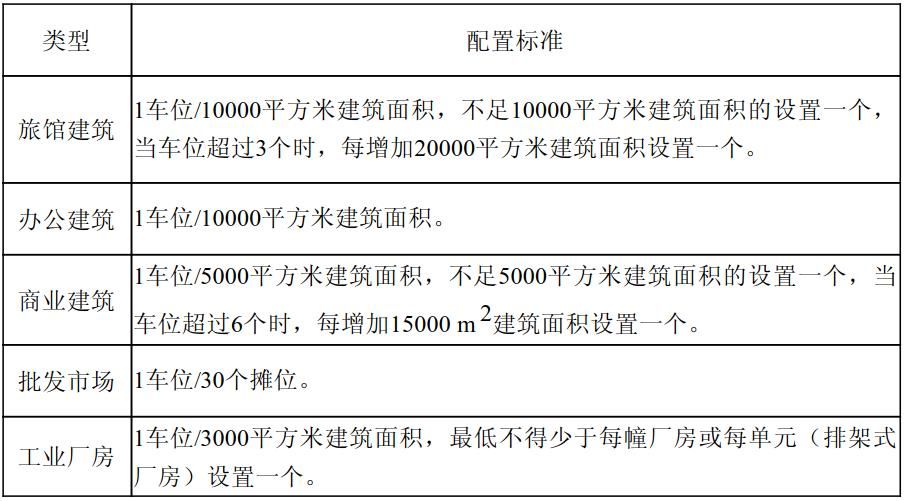 类型
配置标准
旅馆建筑
1车位/10000平方米建筑面积，不足10000平方米建筑面积的设置一个，
当车位超过3个时，每增加20000平方米建筑面积设置一个。
办公建筑
1车位/10000平方米建筑面积。
商业建筑
1车位/5000平方米建筑面积，不足5000平方米建筑面积的设置一个，当
车位超过6个时，每增加15000 m²建筑面积设置一个。
批发市场
1车位/30个摊位。
工业厂房
1车位/3000平方米建筑面积，最低不得少于每幢厂房或每单元（排架式
厂房）设置一个。